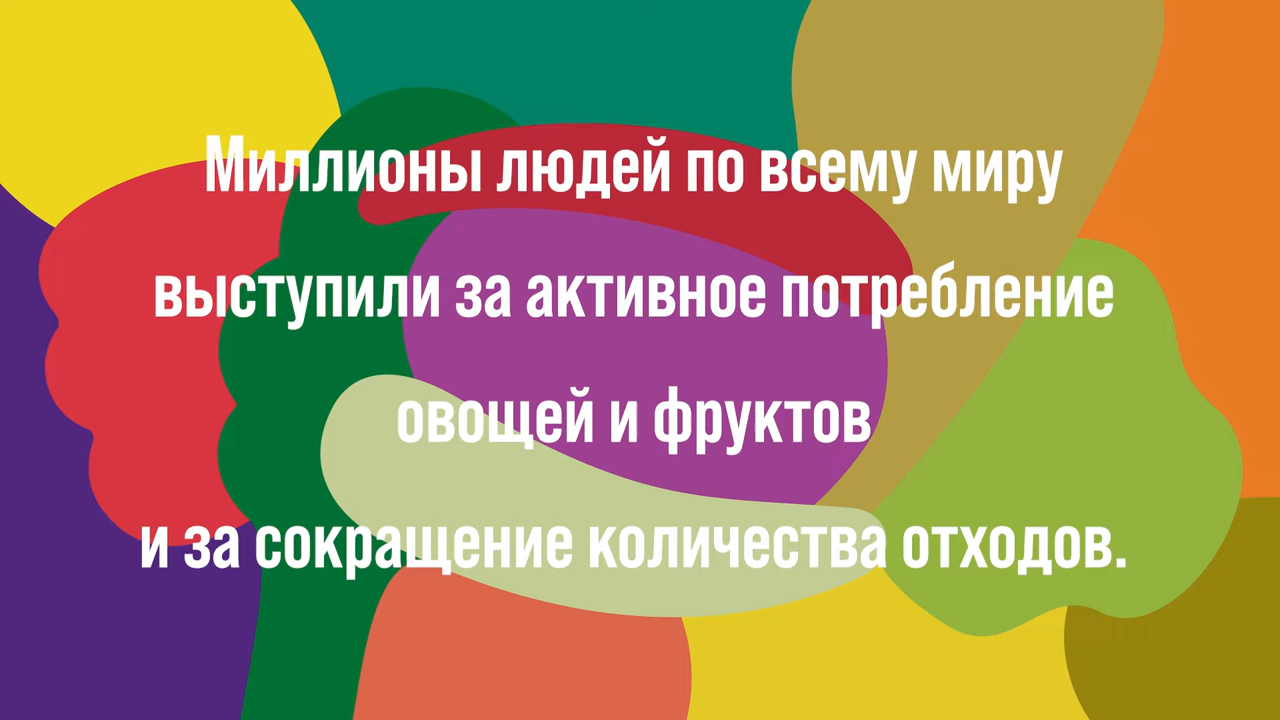 Миллионы людей по всему миру
выступили за активное потребление
овощей и фруктов
и за сокращение количества отходов.